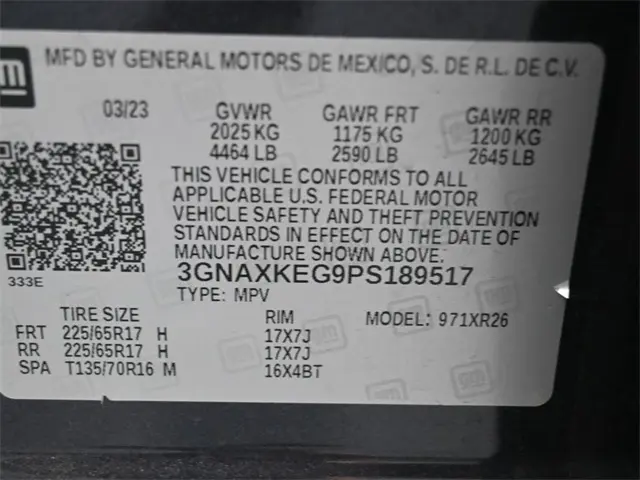 gm
MFD BY GENERAL MOTORS DE MEXICO, S. DE R.L. DE C.V.
03/23 GVWR GAWR FRT GAWR RR
2025 KG 1175 KG 1200 KG
4464 LB 2590 LB 2645 LB
THIS VEHICLE CONFORMS TO ALL
APPLICABLE U.S. FEDERAL MOTOR
VEHICLE SAFETY AND THEFT PREVENTION
STANDARDS IN EFFECT ON THE DATE OF
MANUFACTURE SHOWN ABOVE.
333E 3GNAXKEG9PS189517
TYPE: MPV
TIRE SIZE RIM MODEL: 971XR26
FRT 225/65R17 H 17X7J
RR 225/65R17 H 17X7J
SPA T135/70R16 M 16X4BT